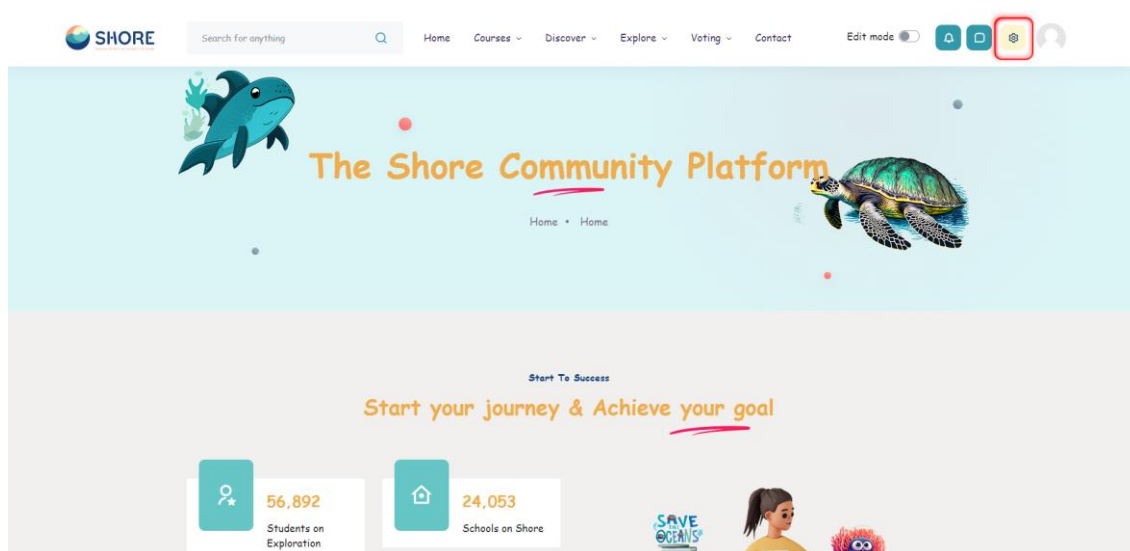 SHORE
Search for anything
Home Courses Discover Explore Voting Contact
Edit mode
The Shore Community Platform
Home • Home
Start To Success
Start your journey & Achieve your goal
56,892
Students on
Exploration
24,053
Schools on Shore
SAVE
THE
OCEANS